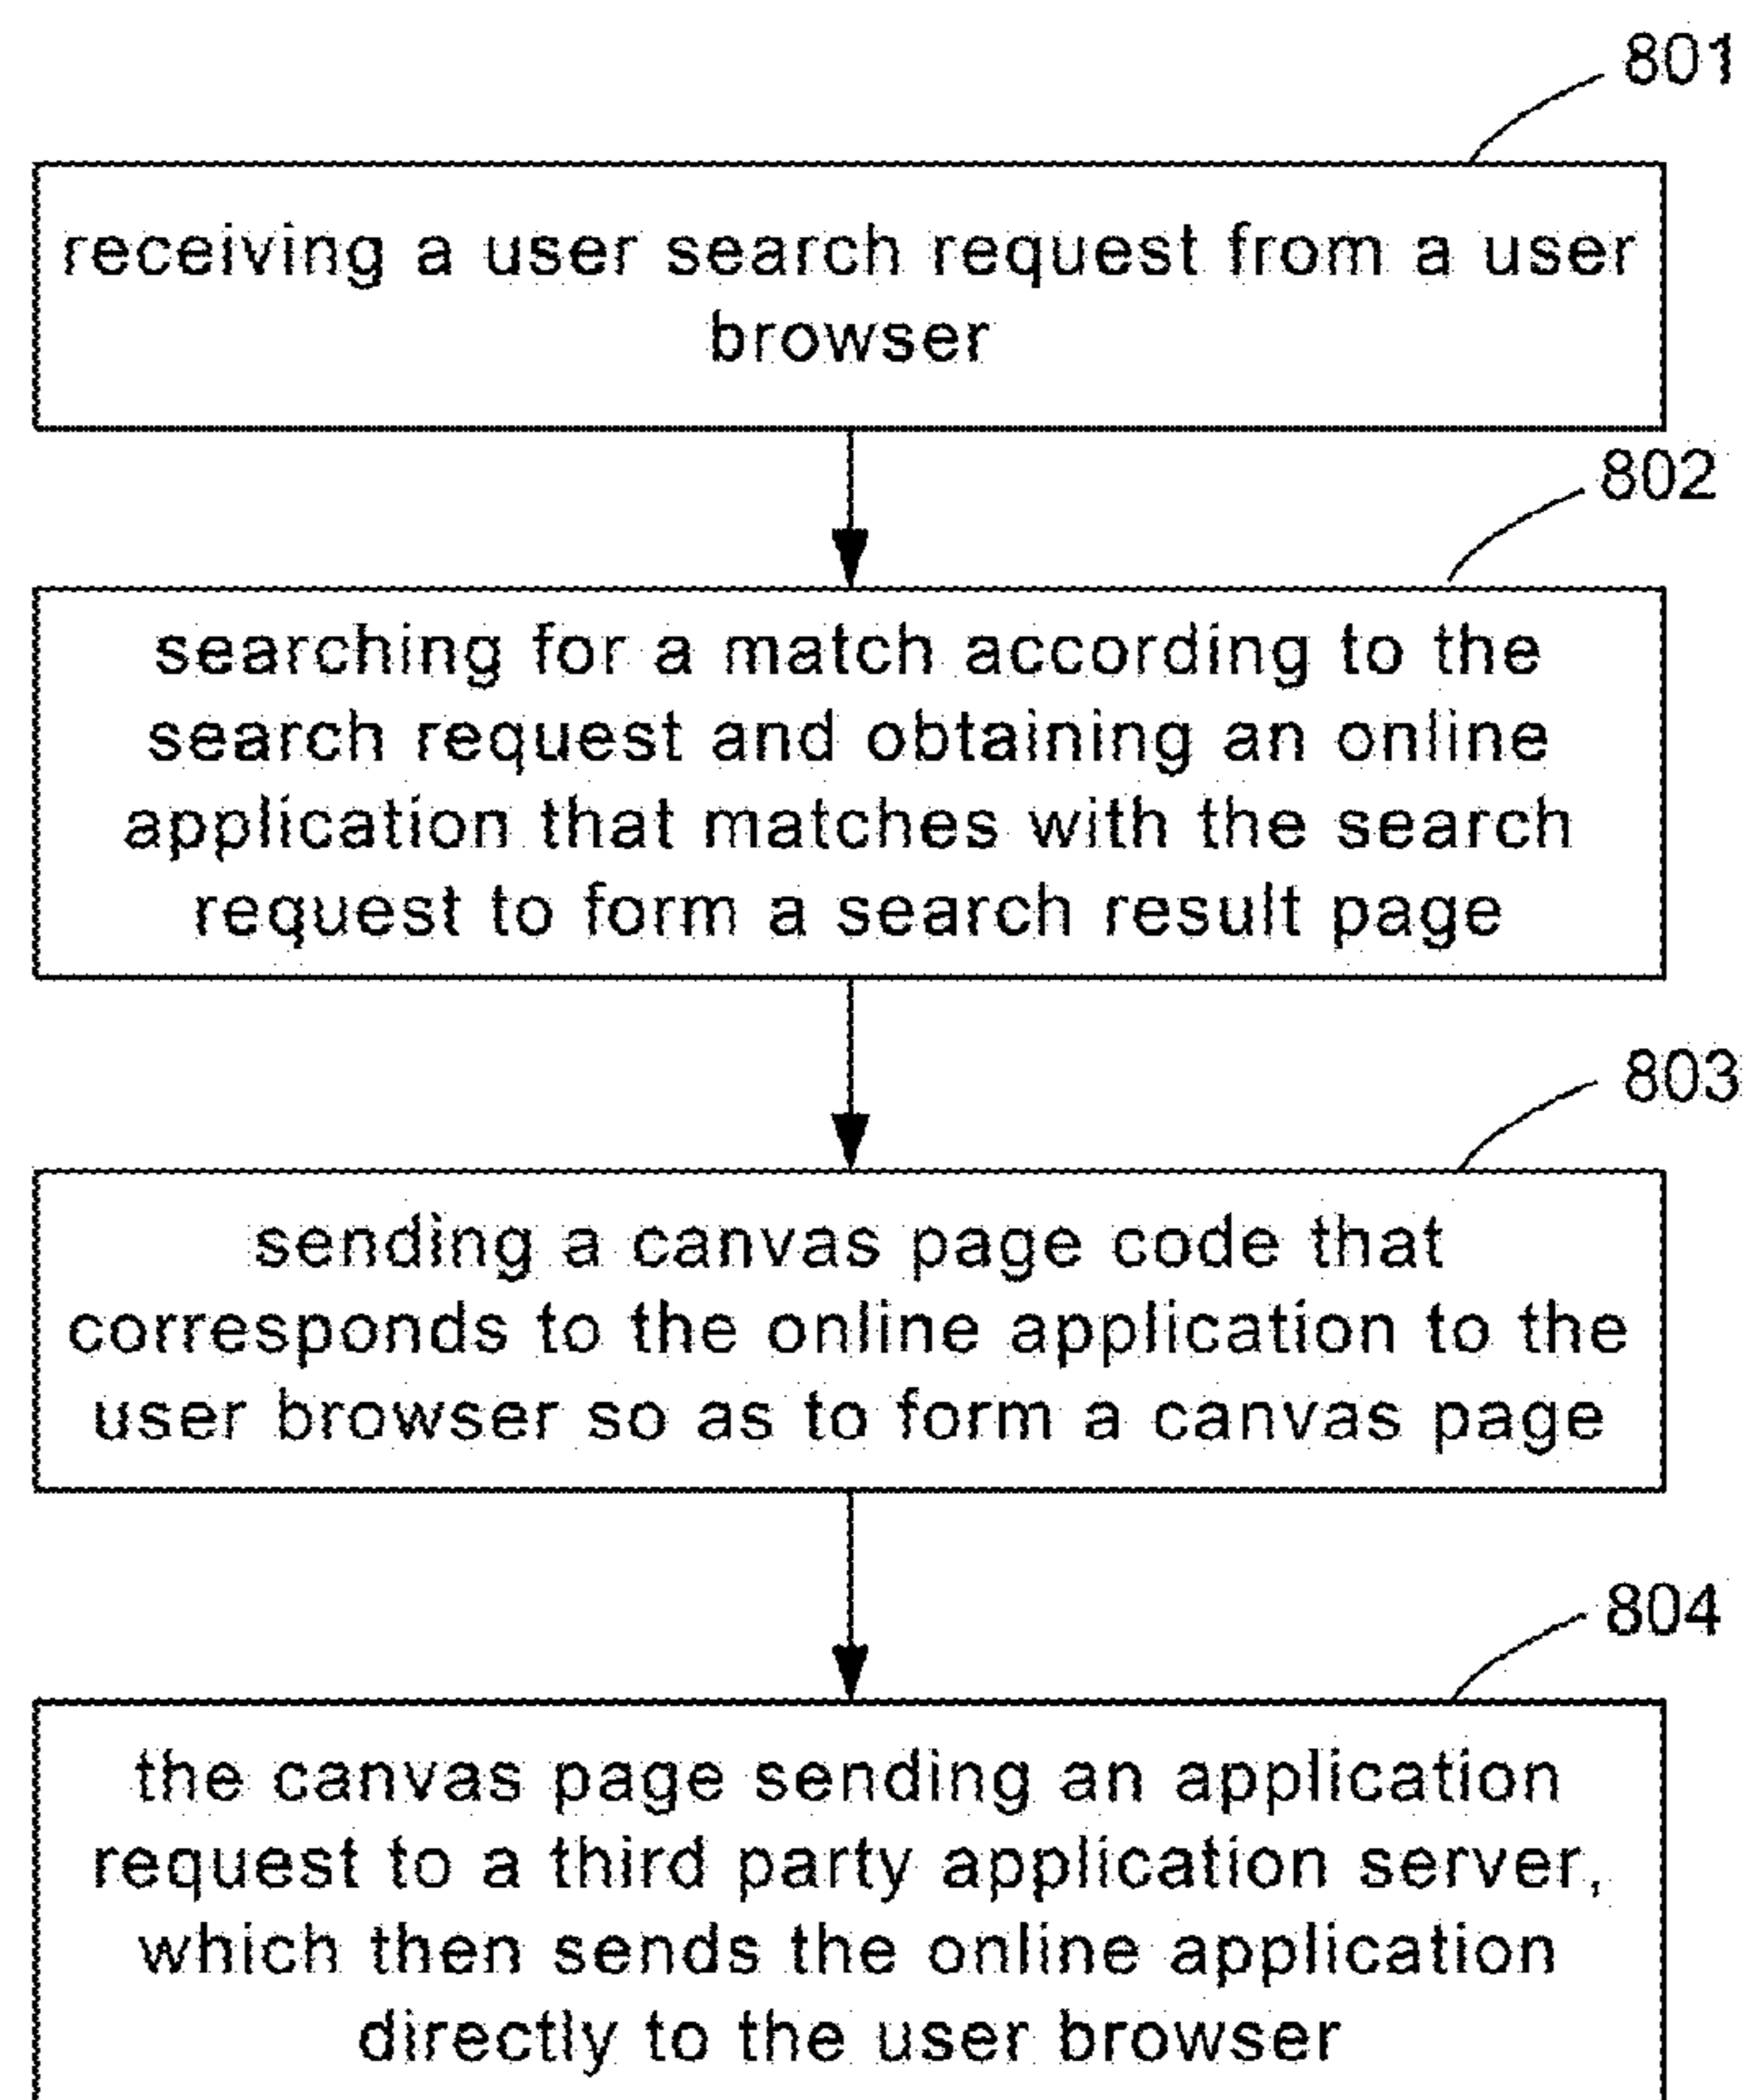 801
receiving a user search request from a user
browser
802
searching for a match according to the
search request and obtaining an online
application that matches with the search
request to form a search result page
803
sending a canvas page code that
corresponds to the online application to the
user browser so as to form a canvas page
804
the canvas page sending an application
request to a third party application server,
which then sends the online application
directly to the user browser